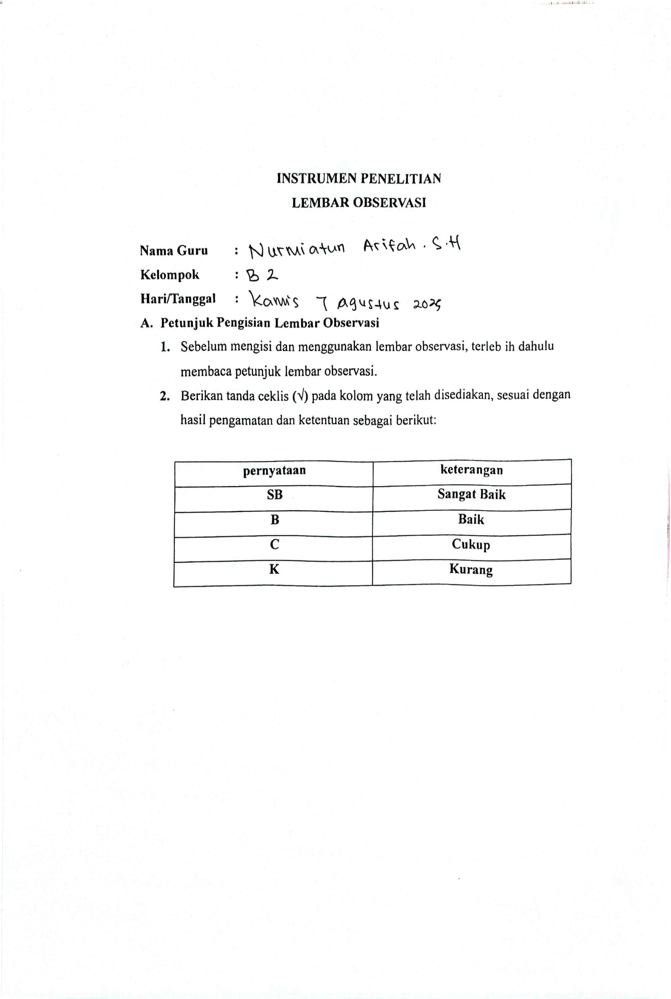 INSTRUMEN PENELITIAN
LEMBAR OBSERVASI
Nama Guru : Nurmiatun Arifah . S.H
Kelompok : B 2
Hari/Tanggal : Kamis 7 Agustus 2025
A. Petunjuk Pengisian Lembar Observasi
1. Sebelum mengisi dan menggunakan lembar observasi, terleb ih dahulu
membaca petunjuk lembar observasi.
2. Berikan tanda ceklis (√) pada kolom yang telah disediakan, sesuai dengan
hasil pengamatan dan ketentuan sebagai berikut:
pernyataan keterangan
SB Sangat Baik
B Baik
C Cukup
K Kurang